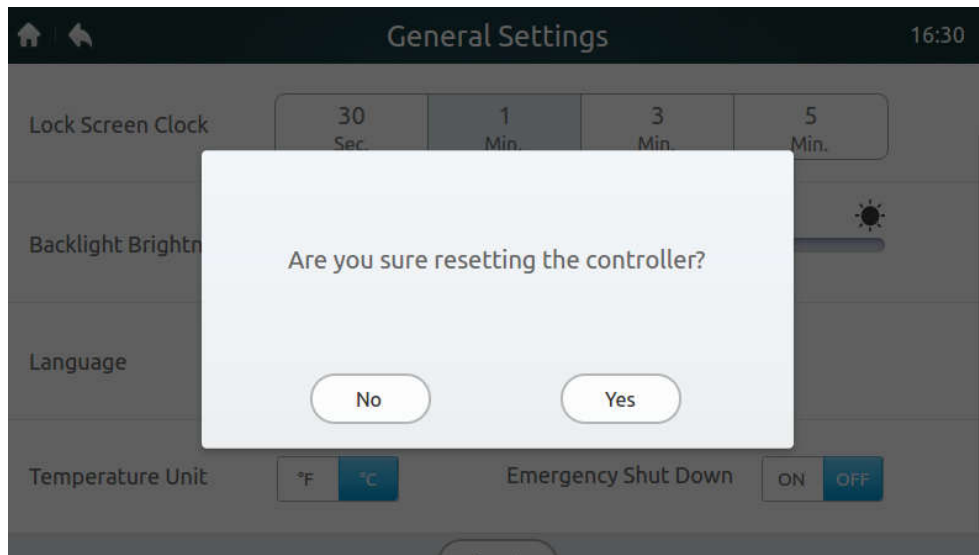 General Settings
16:30
Lock Screen Clock
30
Sec.
1
Min.
3
Min.
5
Min.
Are you sure resetting the controller?
No
Yes
Backlight Brightn
Language
Temperature Unit
°F
°C
Emergency Shut Down
ON
OFF